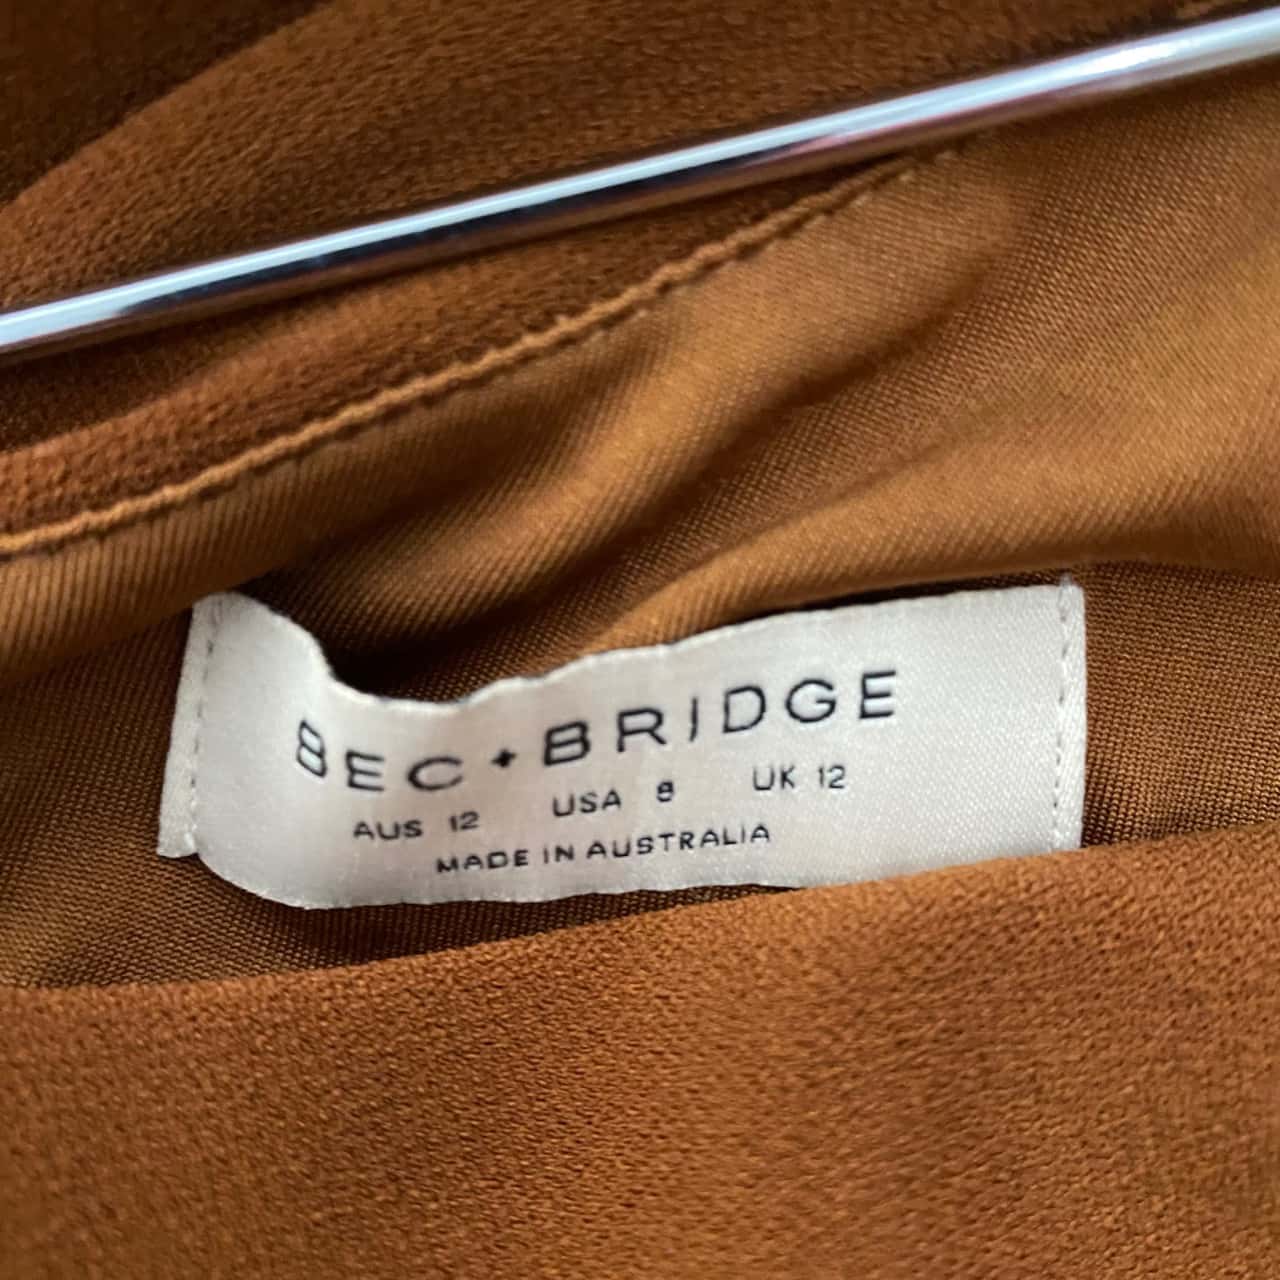 BEC + BRIDGE
AUS 12 USA 8 UK 12
MADE IN AUSTRALIA